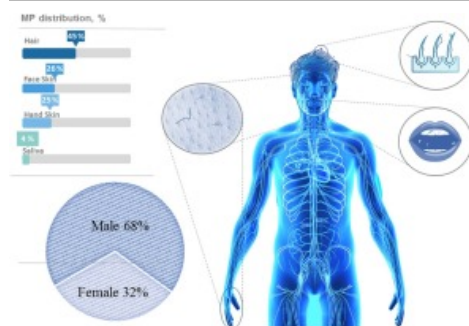 MP distribution, %
45%
Hair
26%
Face Skin
25%
Hand Skin
4%
Saliva
Male 68%
Female 32%